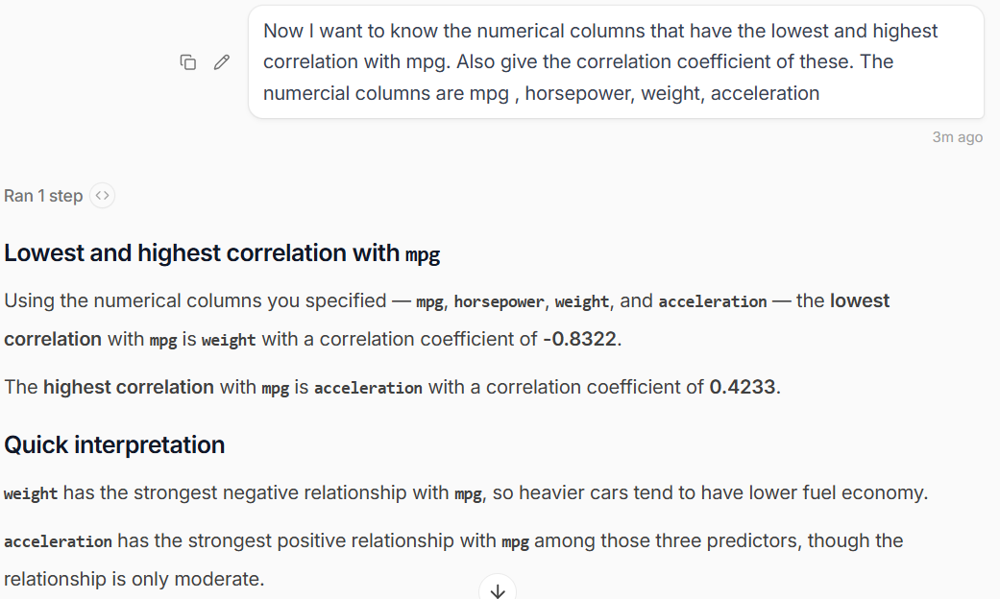 Now I want to know the numerical columns that have the lowest and highest
correlation with mpg. Also give the correlation coefficient of these. The
numercial columns are mpg , horsepower, weight, acceleration
3m ago
Ran 1 step <>
Lowest and highest correlation with mpg
Using the numerical columns you specified — mpg, horsepower, weight, and acceleration — the lowest
correlation with mpg is weight with a correlation coefficient of -0.8322.
The highest correlation with mpg is acceleration with a correlation coefficient of 0.4233.
Quick interpretation
weight has the strongest negative relationship with mpg, so heavier cars tend to have lower fuel economy.
acceleration has the strongest positive relationship with mpg among those three predictors, though the
relationship is only moderate.